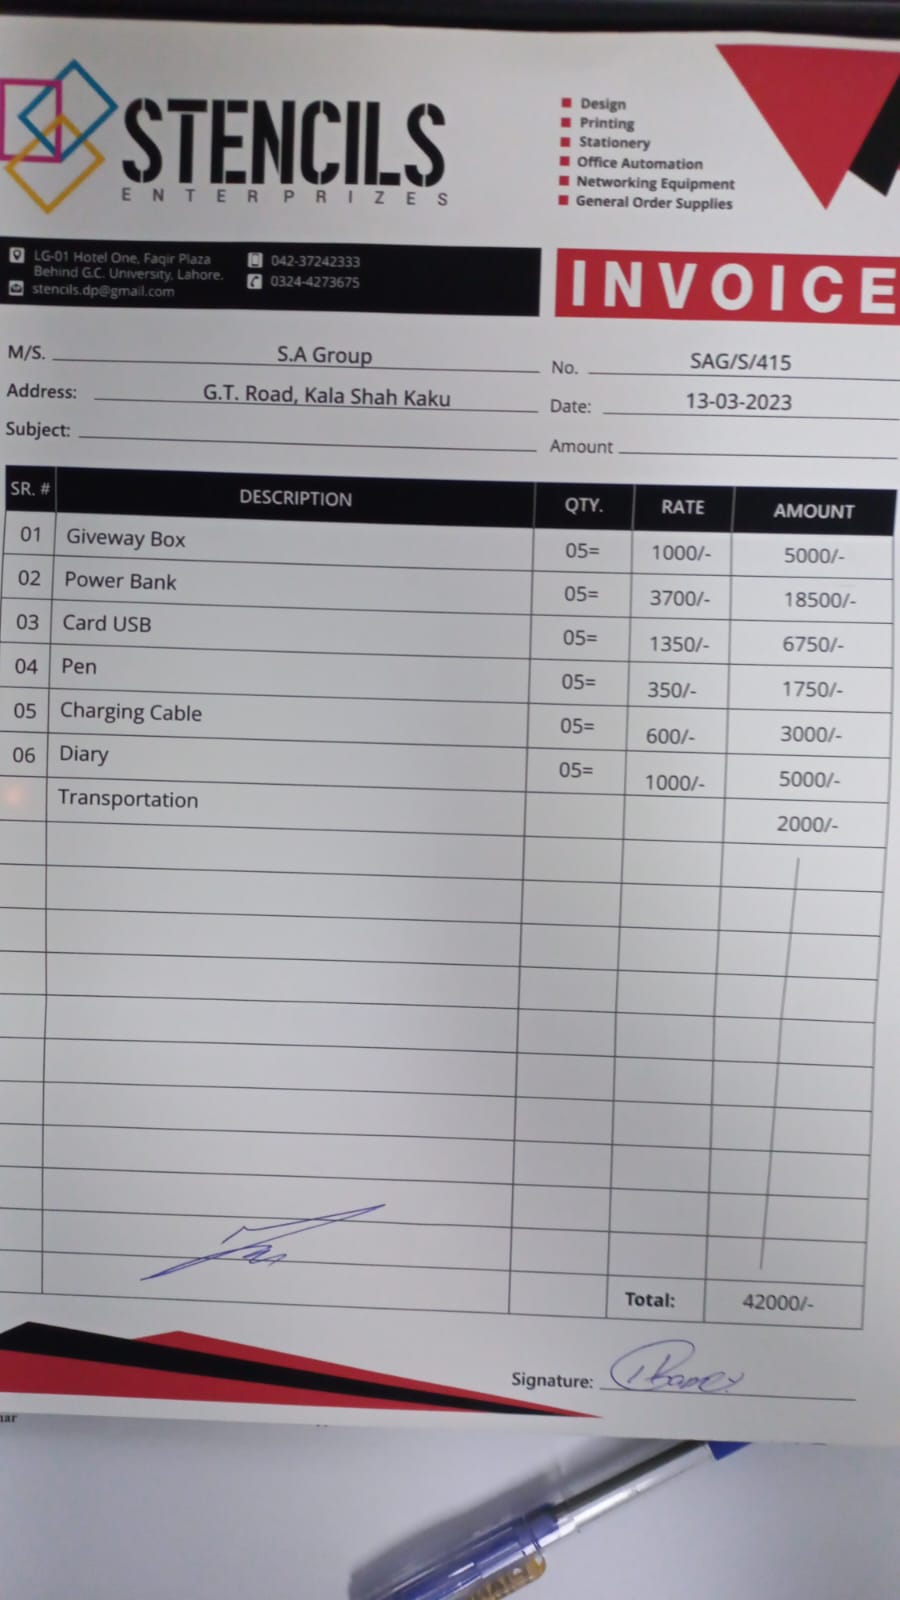 STENCILS
ENTERPRIZES
Design
Printing
Stationery
Office Automation
Networking Equipment
General Order Supplies
LG-01 Hotel One, Faqir Plaza
Behind G.C. University, Lahore.
stencils.dp@gmail.com
042-37242333
0324-4273675
INVOICE
M/S. S.A Group
No. SAG/S/415
Address: G.T. Road, Kala Shah Kaku
Date: 13-03-2023
Subject:
Amount
SR. # DESCRIPTION QTY. RATE AMOUNT
01 Giveway Box 05= 1000/- 5000/-
02 Power Bank 05= 3700/- 18500/-
03 Card USB 05= 1350/- 6750/-
04 Pen 05= 350/- 1750/-
05 Charging Cable 05= 600/- 3000/-
06 Diary 05= 1000/- 5000/-
Transportation 2000/-
Total: 42000/-
Signature: